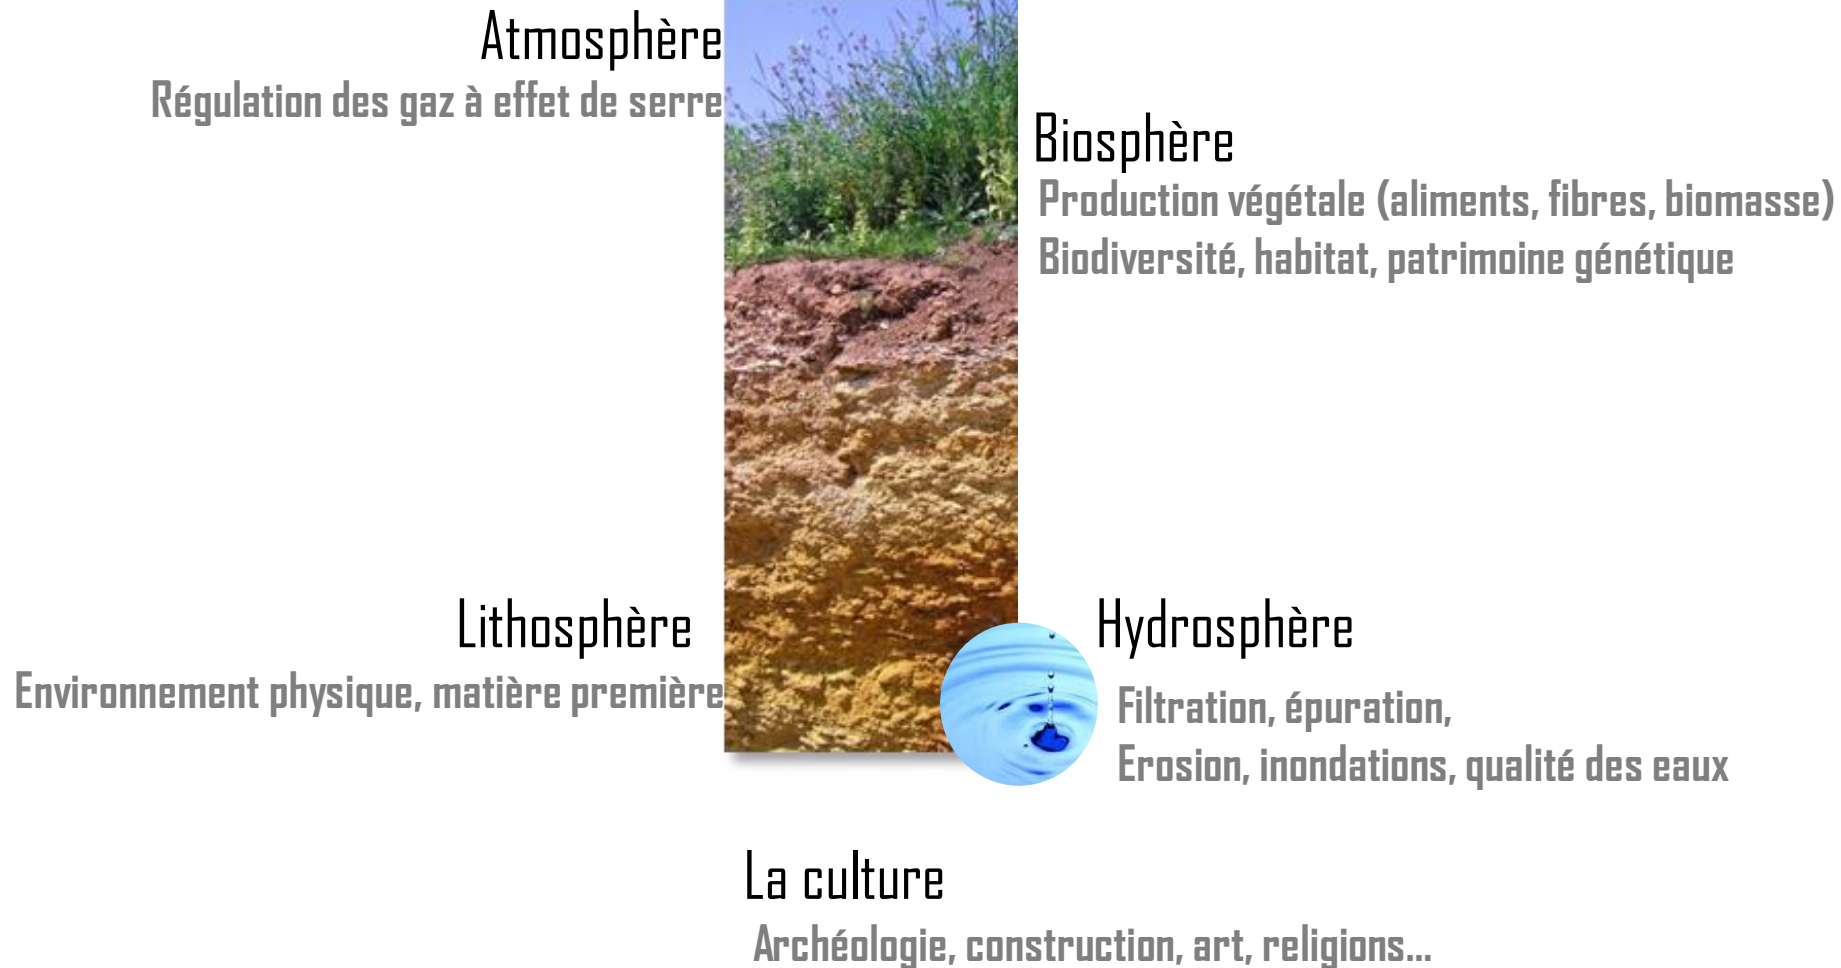 Atmosphère
Régulation des gaz à effet de serre
Biosphère
Production végétale (aliments, fibres, biomasse)
Biodiversité, habitat, patrimoine génétique
Lithosphère
Environnement physique, matière première
Hydrosphère
Filtration, épuration,
Erosion, inondations, qualité des eaux
La culture
Archéologie, construction, art, religions...